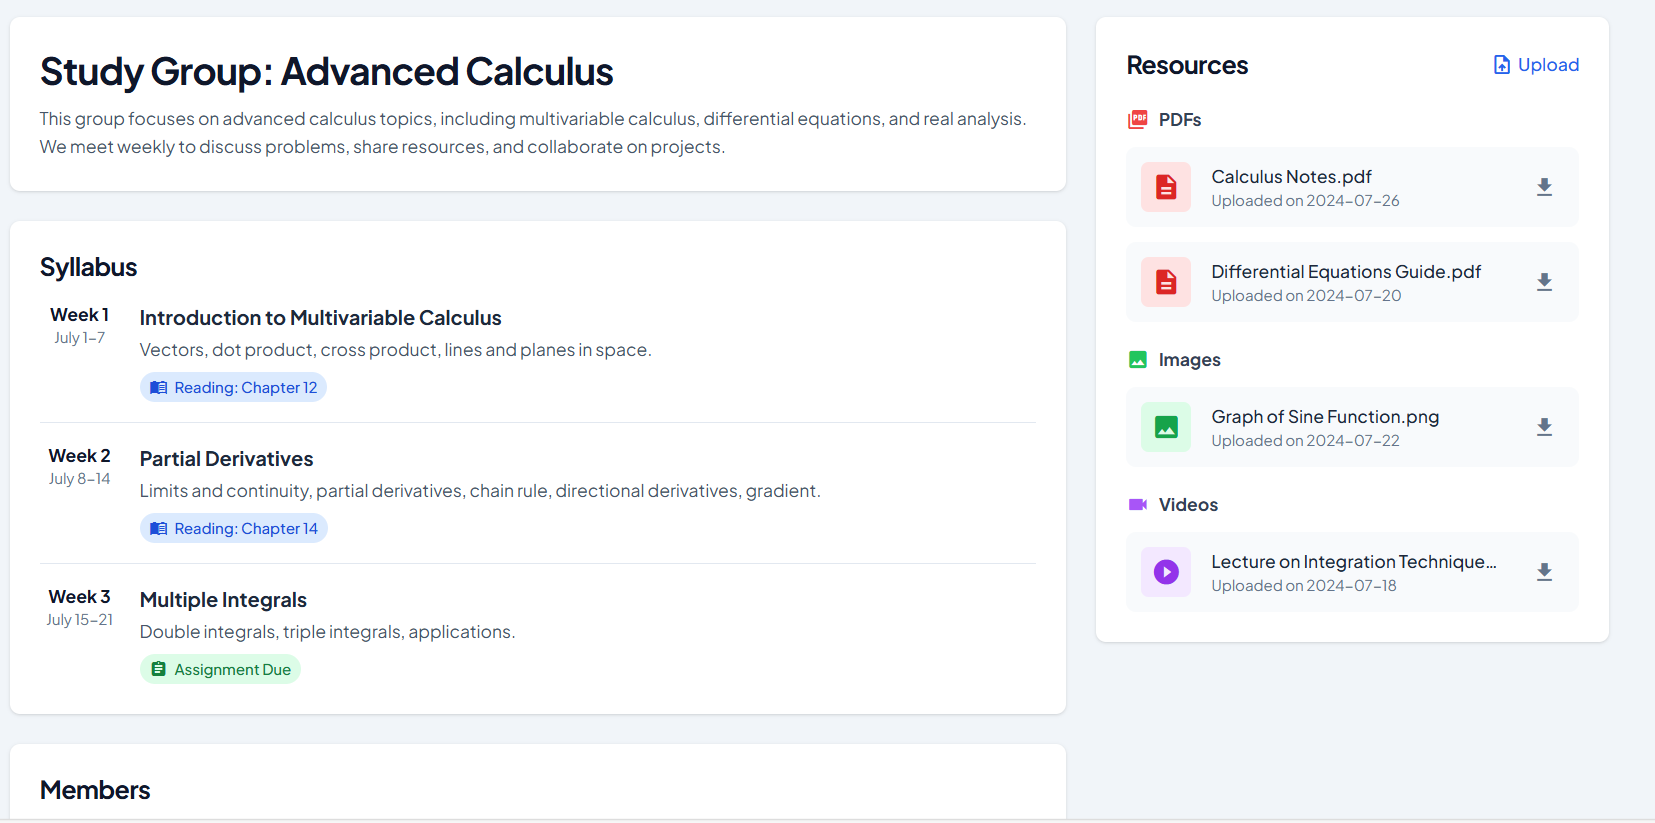 Study Group: Advanced Calculus
This group focuses on advanced calculus topics, including multivariable calculus, differential equations, and real analysis.
We meet weekly to discuss problems, share resources, and collaborate on projects.
Syllabus
Week 1
July 1–7
Introduction to Multivariable Calculus
Vectors, dot product, cross product, lines and planes in space.
Reading: Chapter 12
Week 2
July 8–14
Partial Derivatives
Limits and continuity, partial derivatives, chain rule, directional derivatives, gradient.
Reading: Chapter 14
Week 3
July 15–21
Multiple Integrals
Double integrals, triple integrals, applications.
Assignment Due
Members
Resources
Upload
PDF PDFs
Calculus Notes.pdf
Uploaded on 2024-07-26
Differential Equations Guide.pdf
Uploaded on 2024-07-20
Images
Graph of Sine Function.png
Uploaded on 2024-07-22
Videos
Lecture on Integration Technique...
Uploaded on 2024-07-18